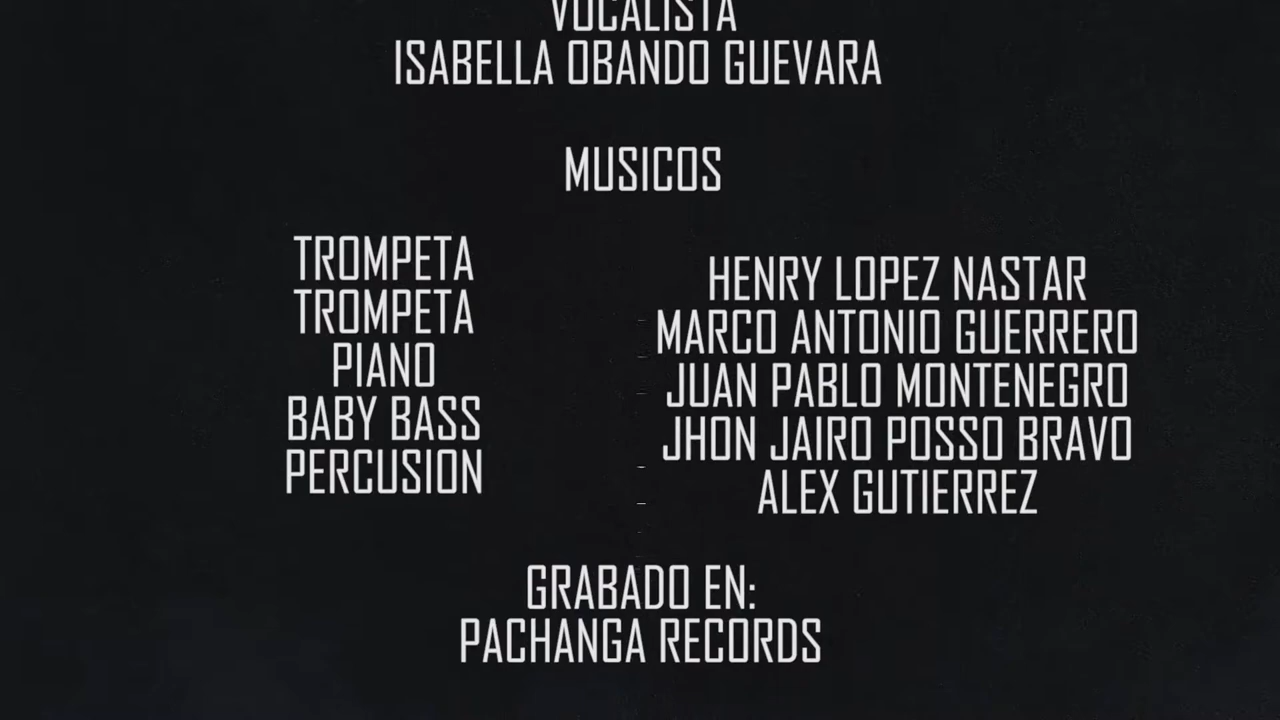 VOCALISTA
ISABELLA OBANDO GUEVARA
MUSICOS
TROMPETA
TROMPETA
PIANO
BABY BASS
PERCUSION
HENRY LOPEZ NASTAR
MARCO ANTONIO GUERRERO
JUAN PABLO MONTENEGRO
JHON JAIRO POSSO BRAVO
ALEX GUTIERREZ
GRABADO EN:
PACHANGA RECORDS